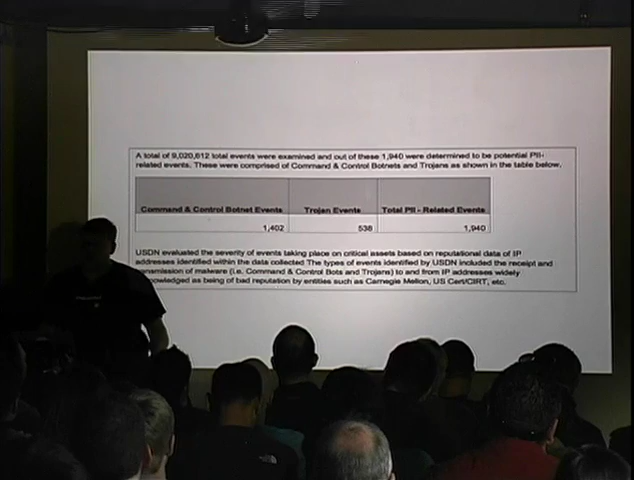 A total of 9,020,612 total events were examined and out of these 1,940 were determined to be potential PII-
related events. These were comprised of Command & Control Botnets and Trojans as shown in the table below.
Command & Control Botnet Events Trojan Events Total PII - Related Events
1,402 538 1,940
USDN evaluated the severity of events taking place on critical assets based on reputational data of IP
addresses identified within the data collected The types of events identified by USDN included the receipt and
transmission of malware (i.e. Command & Control Bots and Trojans) to and from IP addresses widely
knowledged as being of bad reputation by entities such as Carnegie Mellon, US Cert/CIRT, etc.